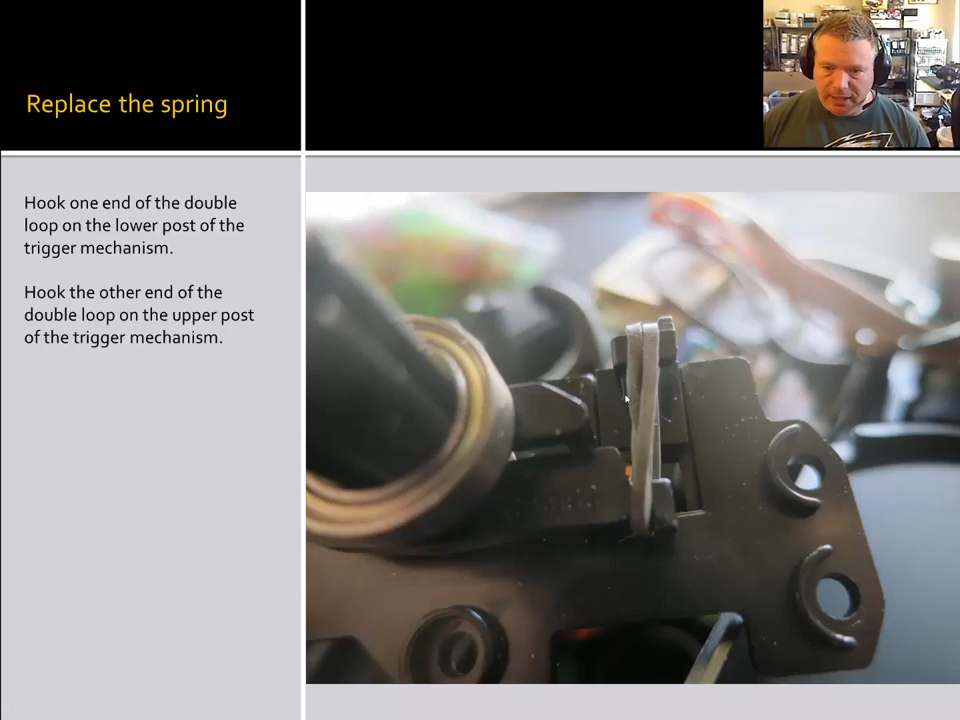 Replace the spring
Hook one end of the double
loop on the lower post of the
trigger mechanism.
Hook the other end of the
double loop on the upper post
of the trigger mechanism.